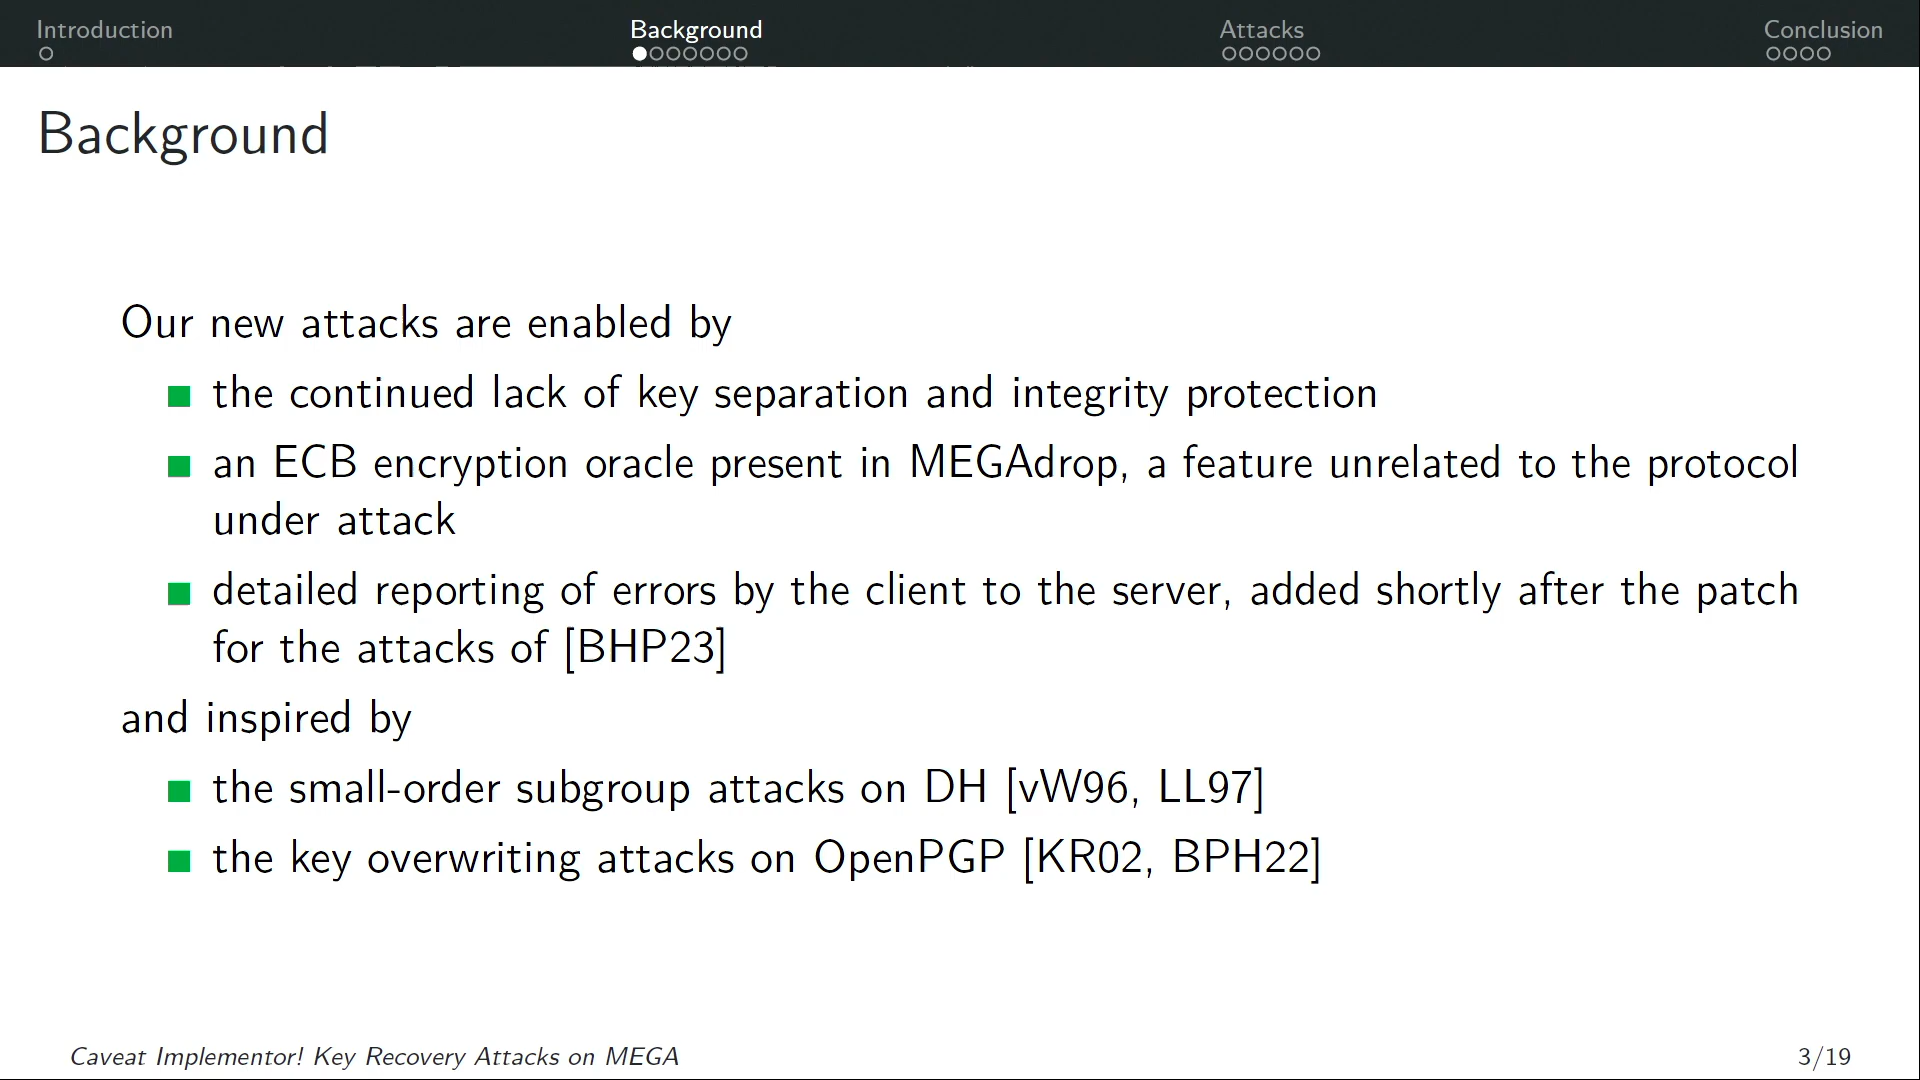 Introduction Background Attacks Conclusion
Background
Our new attacks are enabled by
the continued lack of key separation and integrity protection
an ECB encryption oracle present in MEGAdrop, a feature unrelated to the protocol
under attack
detailed reporting of errors by the client to the server, added shortly after the patch
for the attacks of [BHP23]
and inspired by
the small-order subgroup attacks on DH [vW96, LL97]
the key overwriting attacks on OpenPGP [KR02, BPH22]
Caveat Implementor! Key Recovery Attacks on MEGA 3/19